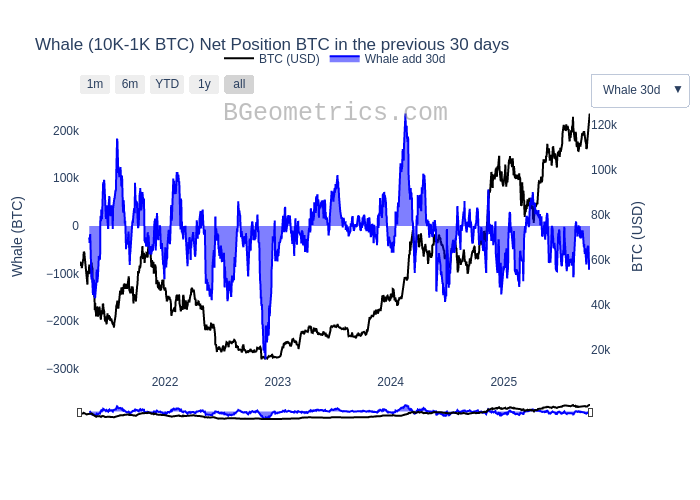 Whale (10K-1K BTC) Net Position BTC in the previous 30 days
BTC (USD) Whale add 30d
1m 6m YTD 1y all
Whale 30d ▼
BGeometrics.com
200k
100k
0
−100k
−200k
−300k
Whale (BTC)
120k
100k
80k
60k
40k
20k
BTC (USD)
2022 2023 2024 2025